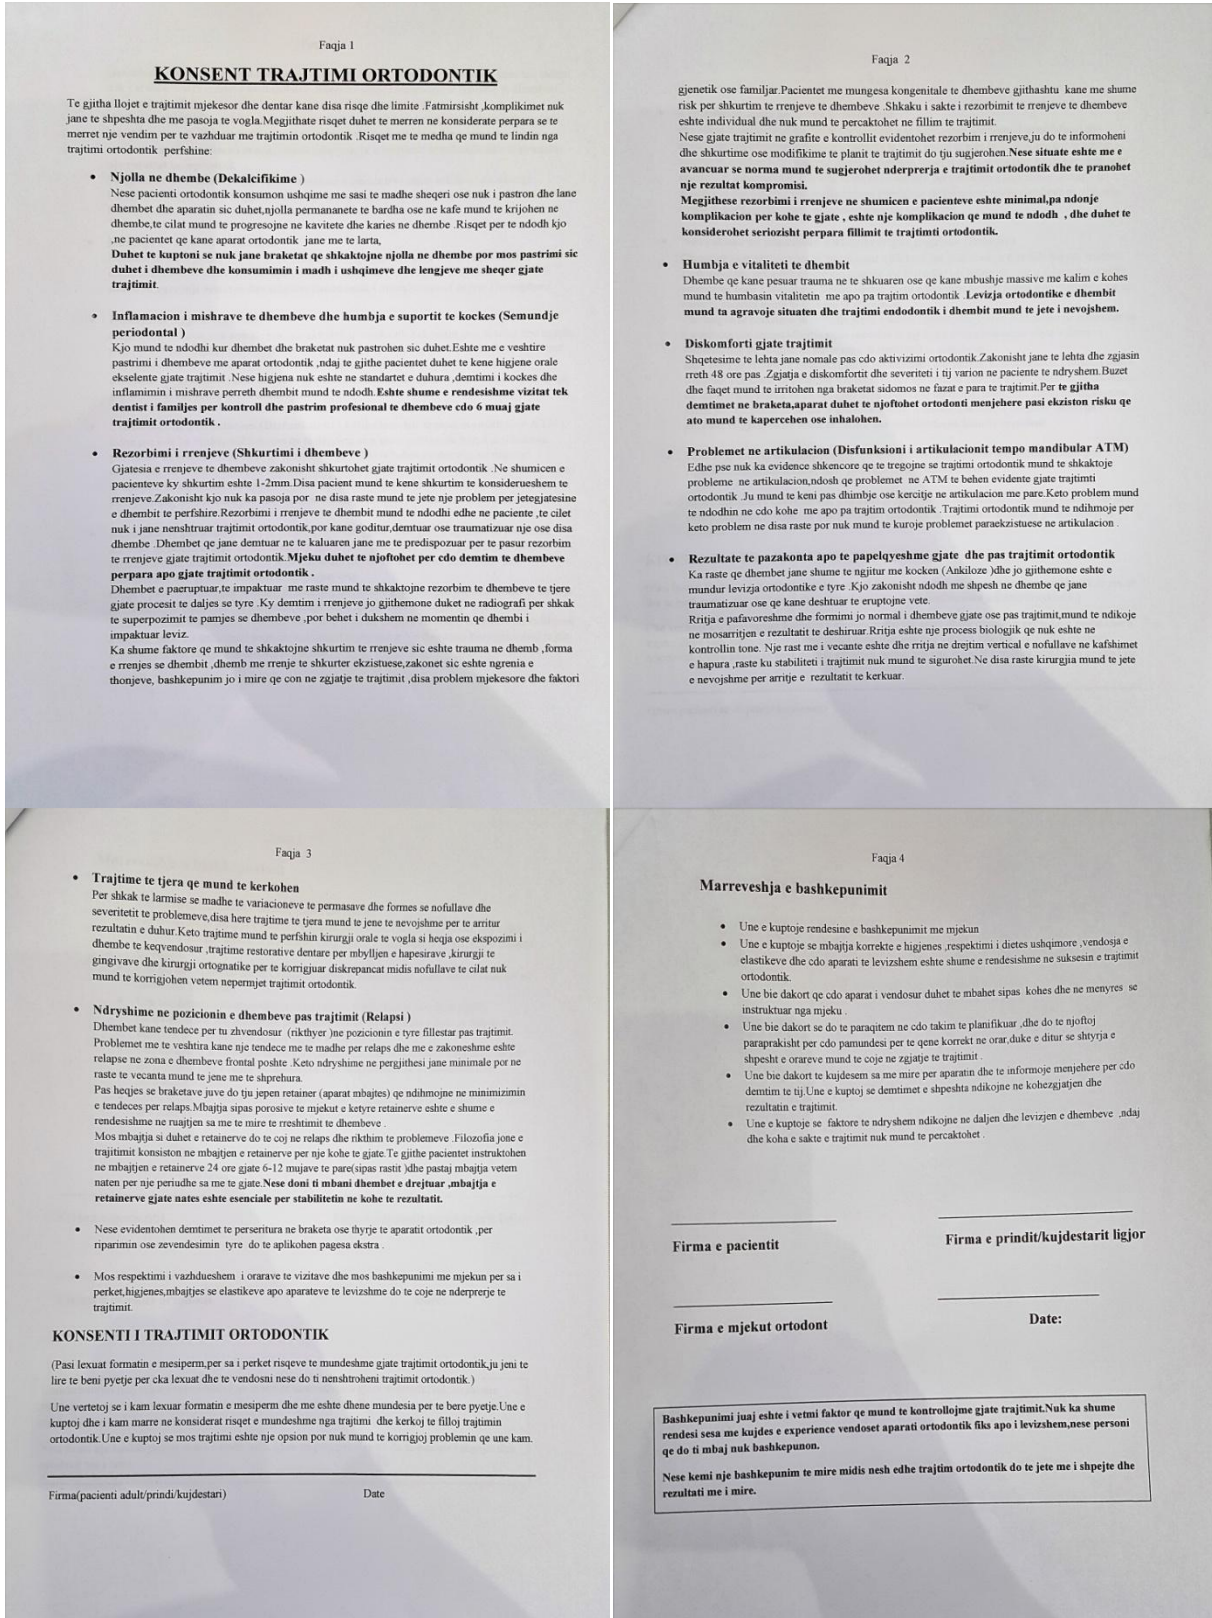 Faqja 1
KONSENT TRAJTIMI ORTODONTIK
Te gjitha llojet e trajtimit mjekesor dhe dentar kane disa risqe dhe limite .Fatmirsisht ,komplikimet nuk
jane te shpeshta dhe me pasoja te vogla.Megjithate risqet duhet te merren ne konsiderate perpara se te
merret nje vendim per te vazhduar me trajtimin ortodontik .Risqet me te medha qe mund te lindin nga
trajtimi ortodontik perfshine:
• Njolla ne dhembe (Dekalcifikime )
Nese pacienti ortodontik konsumon ushqime me sasi te madhe sheqeri ose nuk i pastron dhe lane
dhembet dhe aparatin sic duhet,njolla permananete te bardha ose ne kafe mund te krijohen ne
dhembe,te cilat mund te progresojne ne kavitete dhe karies ne dhembe .Risqet per te ndodh kjo
,ne pacientet qe kane aparat ortodontik jane me te larta,
Duhet te kuptoni se nuk jane braketat qe shkaktojne njolla ne dhembe por mos pastrimi sic
duhet i dhembeve dhe konsumimin i madh i ushqimeve dhe lengjeve me sheqer gjate
trajtimit.
• Inflamacion i mishrave te dhembeve dhe humbja e suportit te kockes (Semundje
periodontal )
Kjo mund te ndodhi kur dhembet dhe braketat nuk pastrohen sic duhet.Eshte me e veshtire
pastrimi i dhembeve me aparat ortodontik ,ndaj te gjithe pacientet duhet te kene higjene orale
ekselente gjate trajtimit .Nese higjena nuk eshte ne standartet e duhura ,demtimi i kockes dhe
inflamimin i mishrave perreth dhembit mund te ndodh.Eshte shume e rendesishme vizitat tek
dentist i familjes per kontroll dhe pastrim profesional te dhembeve cdo 6 muaj gjate
trajtimit ortodontik .
• Rezorbimi i rrenjeve (Shkurtimi i dhembeve )
Gjatesia e rrenjeve te dhembeve zakonisht shkurtohet gjate trajtimit ortodontik .Ne shumicen e
pacienteve ky shkurtim eshte 1-2mm.Disa pacient mund te kene shkurtim te konsiderueshem te
rrenjeve.Zakonisht kjo nuk ka pasoja por ne disa raste mund te jete nje problem per jetegjatesine
e dhembit te perfshire.Rezorbimi i rrenjeve te dhembit mund te ndodhi edhe ne paciente ,te cilet
nuk i jane nenshtruar trajtimit ortodontik,por kane goditur,demtuar ose traumatizuar nje ose disa
dhembe .Dhembet qe jane demtuar ne te kaluaren jane me te predispozuar per te pasur rezorbim
te rrenjeve gjate trajtimit ortodontik.Mjeku duhet te njoftohet per cdo demtim te dhembeve
perpara apo gjate trajtimit ortodontik .
Dhembet e paeruptuar,te impaktuar me raste mund te shkaktojne rezorbim te dhembeve te tjere
gjate procesit te daljes se tyre .Ky demtim i rrenjeve jo gjithemone duket ne radiografi per shkak
te superpozimit te pamjes se dhembeve ,por behet i dukshem ne momentin qe dhembi i
impaktuar leviz.
Ka shume faktore qe mund te shkaktojne shkurtim te rrenjeve sic eshte trauma ne dhemb ,forma
e rrenjes se dhembit ,dhemb me rrenje te shkurter ekzistuese,zakonet sic eshte ngrenia e
thonjeve, bashkepunim jo i mire qe con ne zgjatje te trajtimit ,disa problem mjekesore dhe faktori
Faqja 2
gjenetik ose familjar.Pacientet me mungesa kongenitale te dhembeve gjithashtu kane me shume
risk per shkurtim te rrenjeve te dhembeve .Shkaku i sakte i rezorbimit te rrenjeve te dhembeve
eshte individual dhe nuk mund te percaktohet ne fillim te trajtimit.
Nese gjate trajtimit ne grafite e kontrollit evidentohet rezorbim i rrenjeve,ju do te informoheni
dhe shkurtime ose modifikime te planit te trajtimit do tju sugjerohen.Nese situate eshte me e
avancuar se norma mund te sugjerohet nderprerja e trajtimit ortodontik dhe te pranohet
nje rezultat kompromisi.
Megjithese rezorbimi i rrenjeve ne shumicen e pacienteve eshte minimal,pa ndonje
komplikacion per kohe te gjate , eshte nje komplikacion qe mund te ndodh , dhe duhet te
konsiderohet seriozisht perpara fillimit te trajtimti ortodontik.
• Humbja e vitaliteti te dhembit
Dhembe qe kane pesuar trauma ne te shkuaren ose qe kane mbushje massive me kalim e kohes
mund te humbasin vitalitetin me apo pa trajtim ortodontik .Levizja ortodontike e dhembit
mund ta agravoje situaten dhe trajtimi endodontik i dhembit mund te jete i nevojshem.
• Diskomforti gjate trajtimit
Shqetesime te lehta jane nomale pas cdo aktivizimi ortodontik.Zakonisht jane te lehta dhe zgjasin
rreth 48 ore pas .Zgjatja e diskomfortit dhe severiteti i tij varion ne paciente te ndryshem.Buzet
dhe faqet mund te irritohen nga braketat sidomos ne fazat e para te trajtimit.Per te gjitha
demtimet ne braketa,aparat duhet te njoftohet ortodonti menjehere pasi ekziston risku qe
ato mund te kapercehen ose inhalohen.
• Problemet ne artikulacion (Disfunksioni i artikulacionit tempo mandibular ATM)
Edhe pse nuk ka evidence shkencore qe te tregojne se trajtimi ortodontik mund te shkaktoje
probleme ne artikulacion,ndosh qe problemet ne ATM te behen evidente gjate trajtimti
ortodontik .Ju mund te keni pas dhimbje ose kercitje ne artikulacion me pare.Keto problem mund
te ndodhin ne cdo kohe me apo pa trajtim ortodontik .Trajtimi ortodontik mund te ndihmoje per
keto problem ne disa raste por nuk mund te kuroje problemet paraekzistuese ne artikulacion .
• Rezultate te pazakonta apo te papelqyeshme gjate dhe pas trajtimit ortodontik
Ka raste qe dhembet jane shume te ngjitur me kocken (Ankiloze )dhe jo gjithemone eshte e
mundur levizja ortodontike e tyre .Kjo zakonisht ndodh me shpesh ne dhembe qe jane
traumatizuar ose qe kane deshtuar te eruptojne vete.
Rritja e pafavoreshme dhe formimi jo normal i dhembeve gjate ose pas trajtimit,mund te ndikoje
ne mosarritjen e rezultatit te deshiruar.Rritja eshte nje process biologjik qe nuk eshte ne
kontrollin tone. Nje rast me i vecante eshte dhe rritja ne drejtim vertical e nofullave ne kafshimet
e hapura ,raste ku stabiliteti i trajtimit nuk mund te sigurohet.Ne disa raste kirurgjia mund te jete
e nevojshme per arritje e rezultatit te kerkuar.
Faqja 3
• Trajtime te tjera qe mund te kerkohen
Per shkak te larmise se madhe te variacioneve te permasave dhe formes se nofullave dhe
severitetit te problemeve,disa here trajtime te tjera mund te jene te nevojshme per te arritur
rezultatin e duhur.Keto trajtime mund te perfshin kirurgji orale te vogla si heqja ose ekspozimi i
dhembe te keqvendosur ,trajtime restorative dentare per mbylljen e hapesirave ,kirurgji te
gingivave dhe kirurgji ortognatike per te korrigjuar diskrepancat midis nofullave te cilat nuk
mund te korrigjohen vetem nepermjet trajtimit ortodontik.
• Ndryshime ne pozicionin e dhembeve pas trajtimit (Relapsi )
Dhembet kane tendece per tu zhvendosur (rikthyer )ne pozicionin e tyre fillestar pas trajtimit.
Problemet me te veshtira kane nje tendece me te madhe per relaps dhe me e zakoneshme eshte
relapse ne zona e dhembeve frontal poshte .Keto ndryshime ne pergjithesi jane minimale por ne
raste te vecanta mund te jene me te shprehura.
Pas heqjes se braketave juve do tju jepen retainer (aparat mbajtes) qe ndihmojne ne minimizimin
e tendeces per relaps.Mbajtja sipas porosive te mjekut e ketyre retainerve eshte e shume e
rendesishme ne ruajtjen sa me te mire te rreshtimit te dhembeve .
Mos mbajtja si duhet e retainerve do te coj ne relaps dhe rikthim te problemeve .Filozofia jone e
trajitimit konsiston ne mbajtjen e retainerve per nje kohe te gjate.Te gjithe pacientet instruktohen
ne mbajtjen e retainerve 24 ore gjate 6-12 mujave te pare(sipas rastit )dhe pastaj mbajtja vetem
naten per nje periudhe sa me te gjate.Nese doni ti mbani dhembet e drejtuar ,mbajtja e
retainerve gjate nates eshte esenciale per stabilitetin ne kohe te rezultatit.
• Nese evidentohen demtimet te perseritura ne braketa ose thyrje te aparatit ortodontik ,per
riparimin ose zevendesimin tyre do te aplikohen pagesa ekstra .
• Mos respektimi i vazhdueshem i orarave te vizitave dhe mos bashkepunimi me mjekun per sa i
perket,higjenes,mbajtjes se elastikeve apo aparateve te levizshme do te coje ne nderprerje te
trajtimit.
KONSENTI I TRAJTIMIT ORTODONTIK
(Pasi lexuat formatin e mesiperm,per sa i perket risqeve te mundeshme gjate trajtimit ortodontik,ju jeni te
lire te beni pyetje per cka lexuat dhe te vendosni nese do ti nenshtroheni trajtimit ortodontik.)
Une vertetoj se i kam lexuar formatin e mesiperm dhe me eshte dhene mundesia per te bere pyetje.Une e
kuptoj dhe i kam marre ne konsiderat risqet e mundeshme nga trajtimi dhe kerkoj te filloj trajtimin
ortodontik.Une e kuptoj se mos trajtimi eshte nje opsion por nuk mund te korrigjoj problemin qe une kam.
Firma(pacienti adult/prindi/kujdestari) Date
Faqja 4
Marreveshja e bashkepunimit
• Une e kuptoje rendesine e bashkepunimit me mjekun
• Une e kuptoje se mbajtja korrekte e higjenes ,respektimi i dietes ushqimore ,vendosja e
elastikeve dhe cdo aparati te levizshem eshte shume e rendesishme ne suksesin e trajtimit
ortodontik.
• Une bie dakort qe cdo aparat i vendosur duhet te mbahet sipas kohes dhe ne menyres se
instruktuar nga mjeku .
• Une bie dakort se do te paraqitem ne cdo takim te planifikuar ,dhe do te njoftoj
paraprakisht per cdo pamundesi per te qene korrekt ne orar,duke e ditur se shtyrja e
shpesht e orareve mund te coje ne zgjatje te trajtimit .
• Une bie dakort te kujdesem sa me mire per aparatin dhe te informoje menjehere per cdo
demtim te tij.Une e kuptoj se demtimet e shpeshta ndikojne ne kohezgjatjen dhe
rezultatin e trajtimit.
• Une e kuptoje se faktore te ndryshem ndikojne ne daljen dhe levizjen e dhembeve ,ndaj
dhe koha e sakte e trajtimit nuk mund te percaktohet .
Firma e pacientit Firma e prindit/kujdestarit ligjor
Firma e mjekut ortodont Date:
Bashkepunimi juaj eshte i vetmi faktor qe mund te kontrollojme gjate trajtimit.Nuk ka shume
rendesi sesa me kujdes e experience vendoset aparati ortodontik fiks apo i levizshem,nese personi
qe do ti mbaj nuk bashkepunon.
Nese kemi nje bashkepunim te mire midis nesh edhe trajtim ortodontik do te jete me i shpejte dhe
rezultati me i mire.